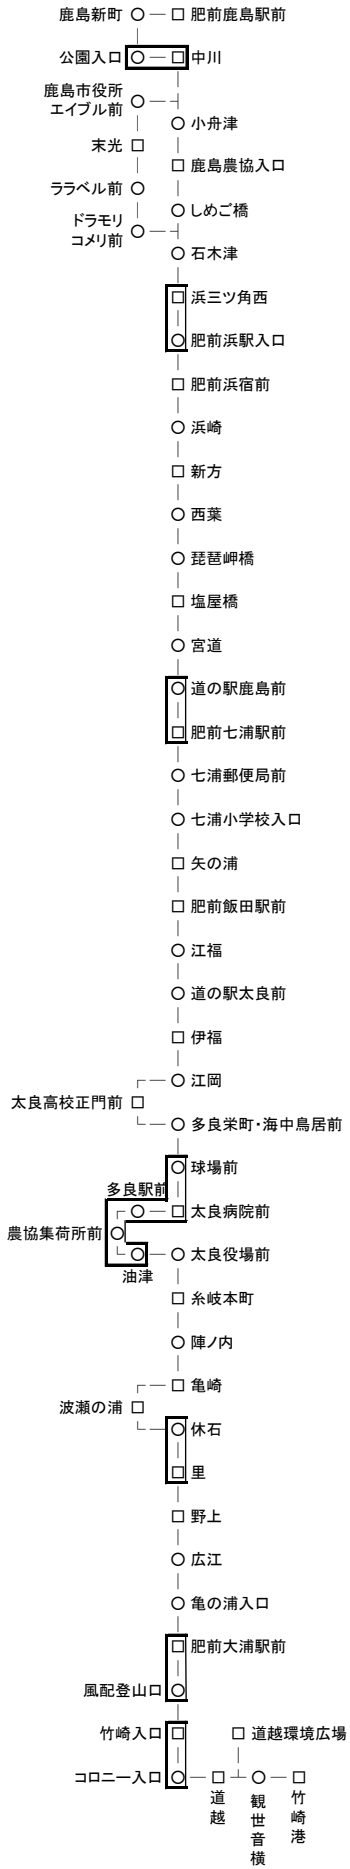 鹿島新町
肥前鹿島駅前
公園入口
中川
鹿島市役所
エイブル前
小舟津
末光
鹿島農協入口
ララベル前
しめご橋
ドラモリ
コメリ前
石木津
浜三ツ角西
肥前浜駅入口
肥前浜宿前
浜崎
新方
西葉
琵琶岬橋
塩屋橋
宮道
道の駅鹿島前
肥前七浦駅前
七浦郵便局前
七浦小学校入口
矢の浦
肥前飯田駅前
江福
道の駅太良前
伊福
江岡
太良高校正門前
多良栄町・海中鳥居前
球場前
多良駅前
太良病院前
農協集荷所前
太良役場前
油津
糸岐本町
陣ノ内
亀崎
波瀬の浦
休石
里
野上
広江
亀の浦入口
肥前大浦駅前
風配登山口
竹崎入口
道越環境広場
コロニー入口
道越
観世音横
竹崎港